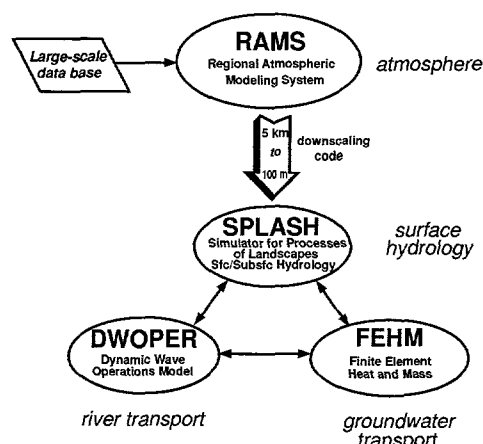 Large-scale
data base
RAMS
Regional Atmospheric
Modeling System
atmosphere
5 km
to
100 m
downscaling
code
SPLASH
Simulator for Processes
of Landscapes
Sfc/Subsfc Hydrology
surface
hydrology
DWOPER
Dynamic Wave
Operations Model
FEHM
Finite Element
Heat and Mass
river transport
groundwater
transport